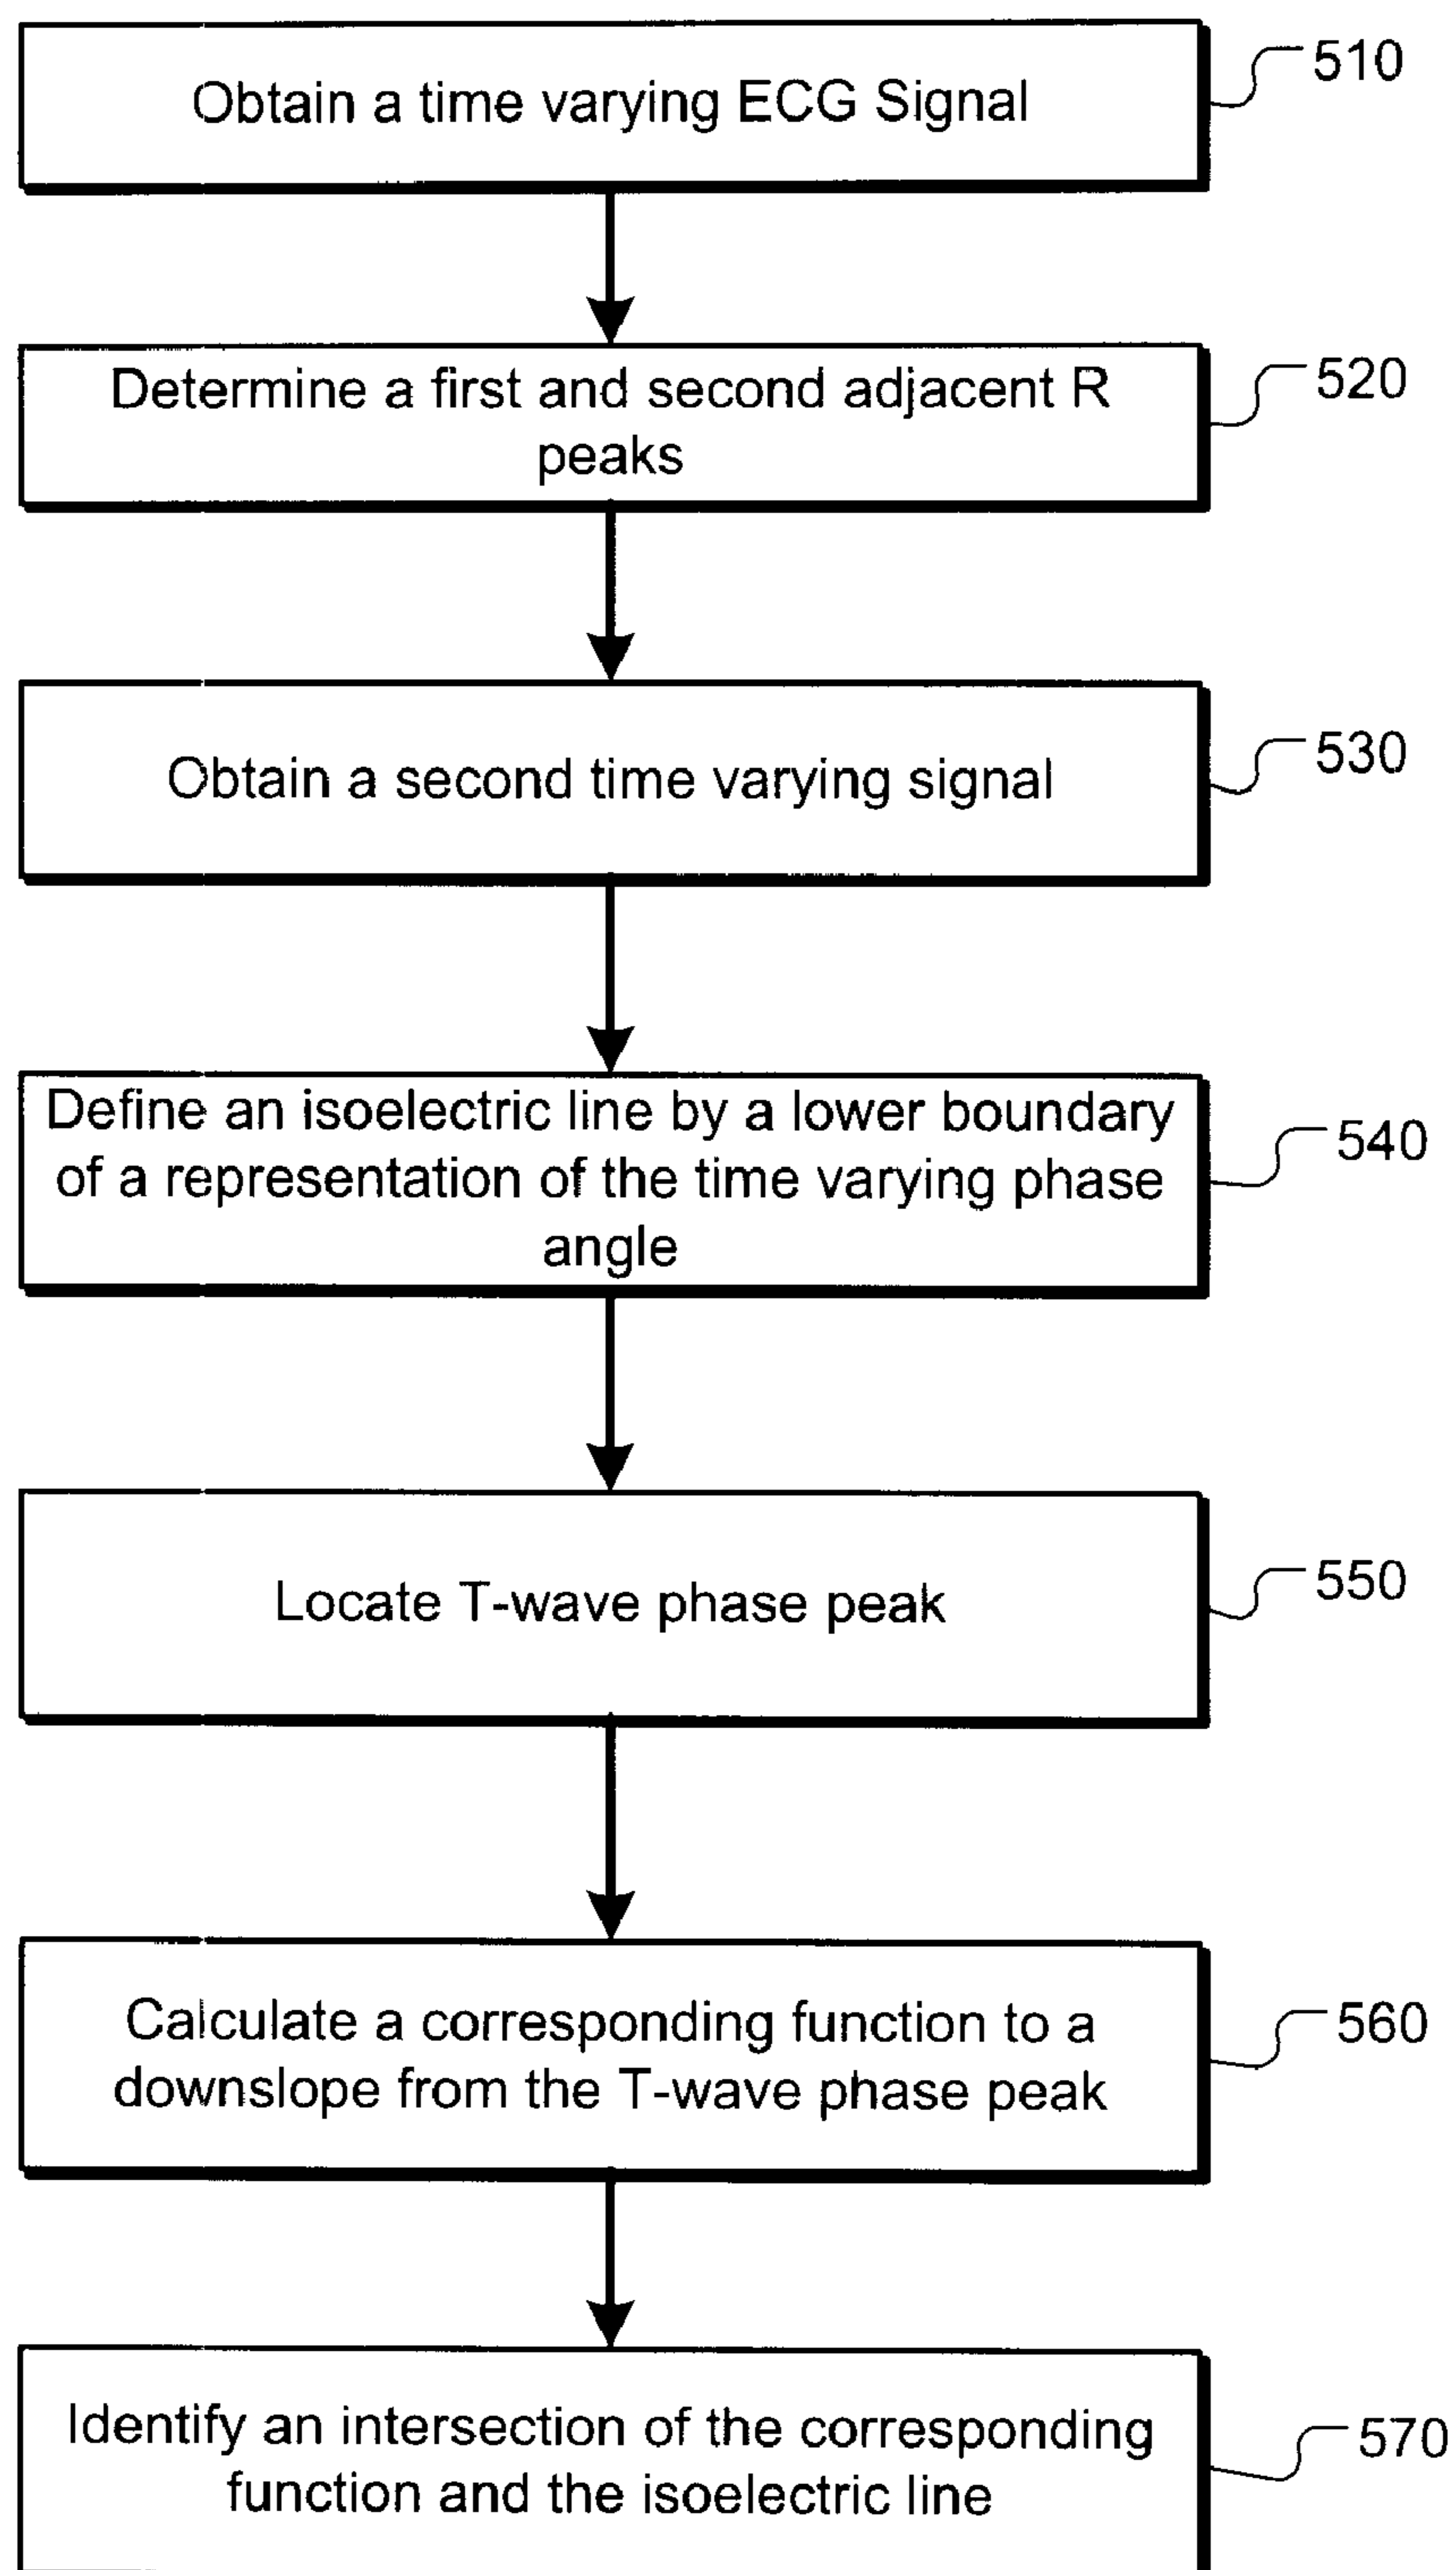 Obtain a time varying ECG Signal
510
Determine a first and second adjacent R
peaks
520
Obtain a second time varying signal
530
Define an isoelectric line by a lower boundary
of a representation of the time varying phase
angle
540
Locate T-wave phase peak
550
Calculate a corresponding function to a
downslope from the T-wave phase peak
560
Identify an intersection of the corresponding
function and the isoelectric line
570